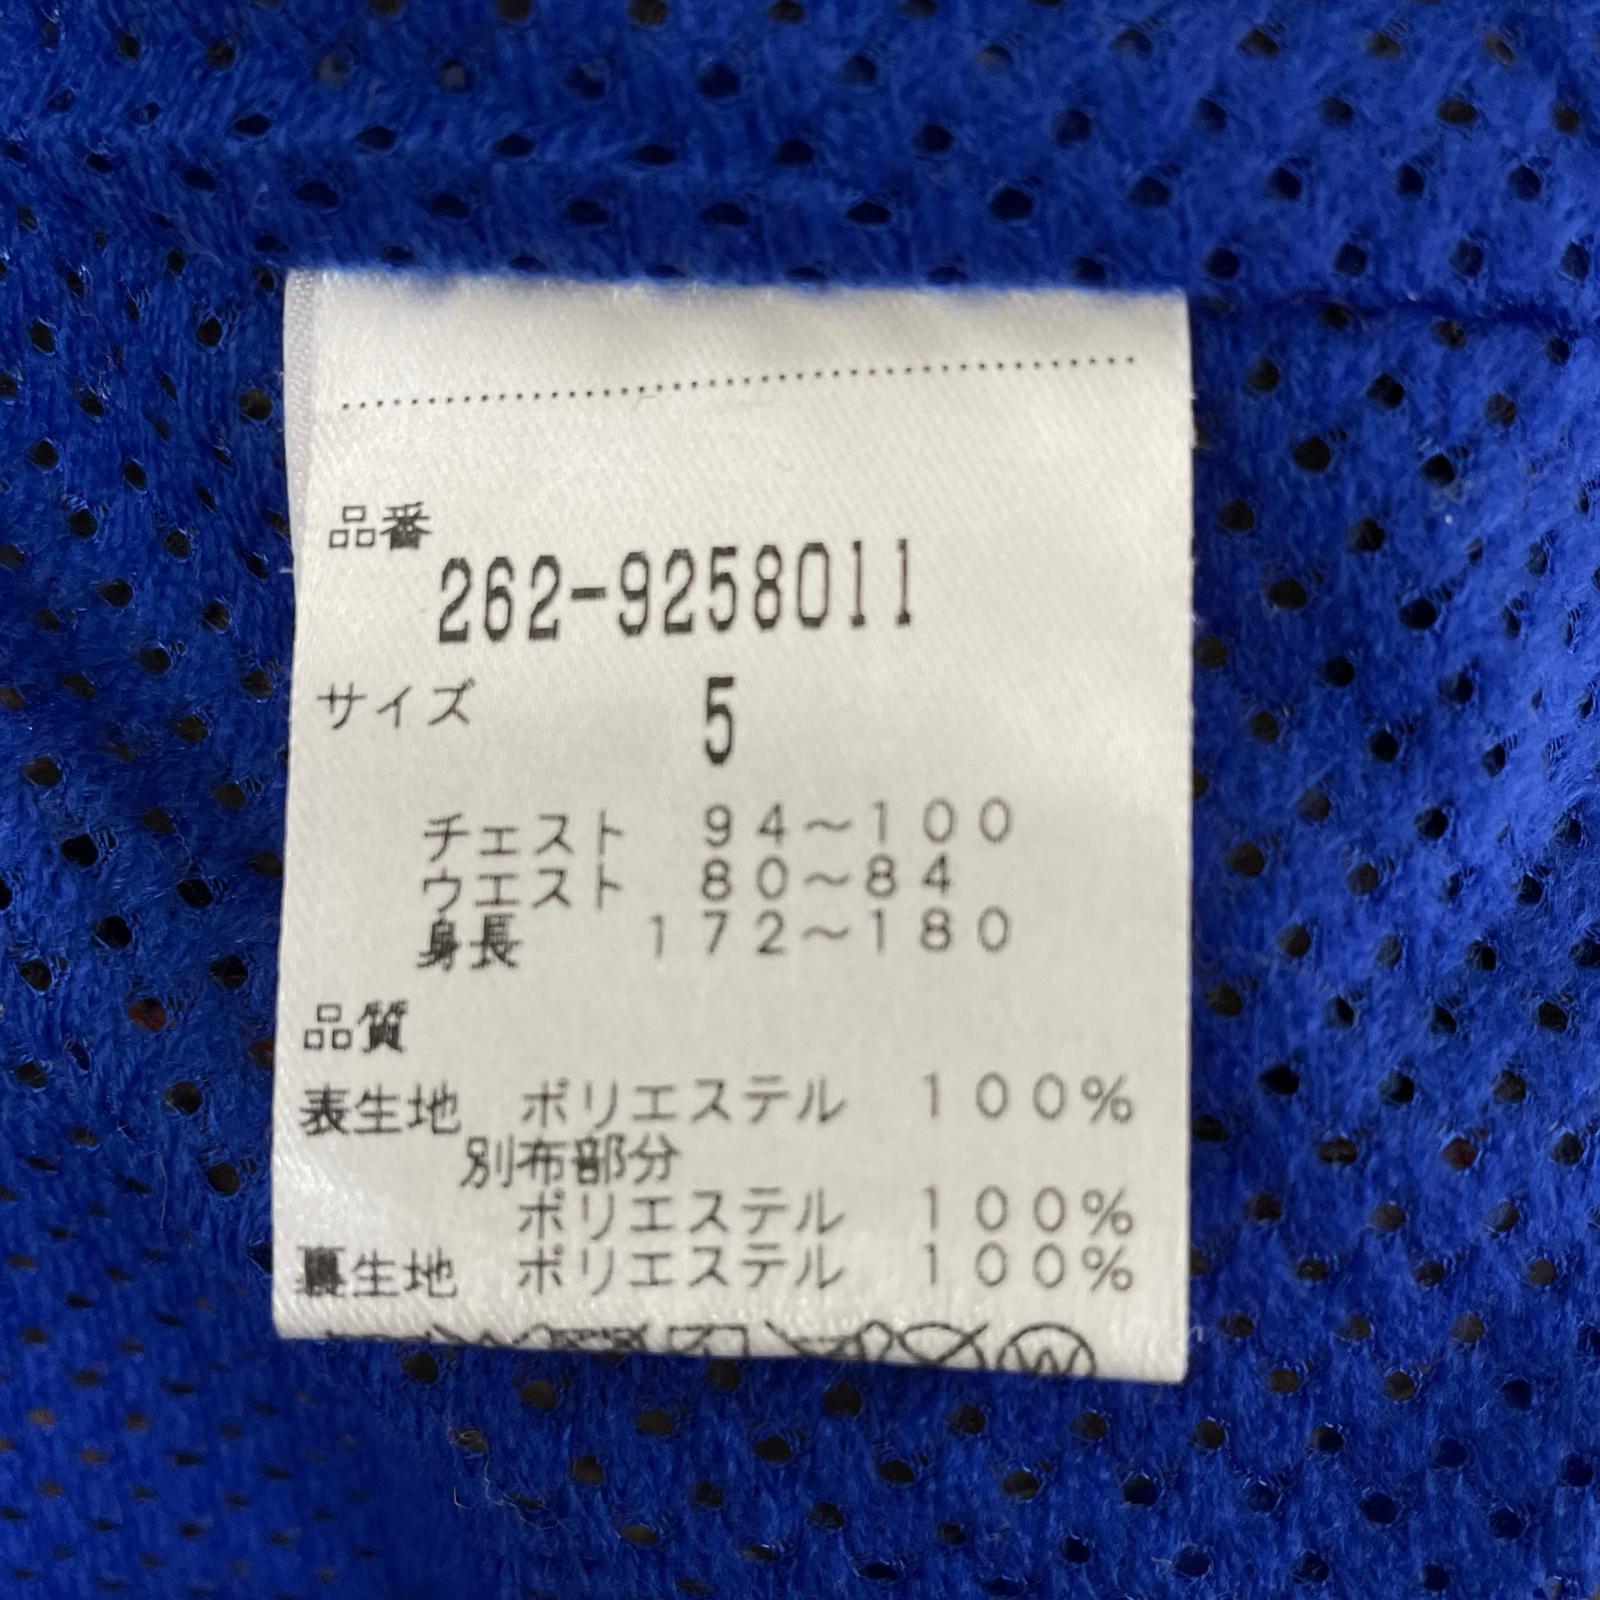 品番
262-9258011
サイズ 5
チェスト 94～100
ウエスト 80～84
身長 172～180
品質
表生地 ポリエステル 100%
別布部分
ポリエステル 100%
裏生地 ポリエステル 100%